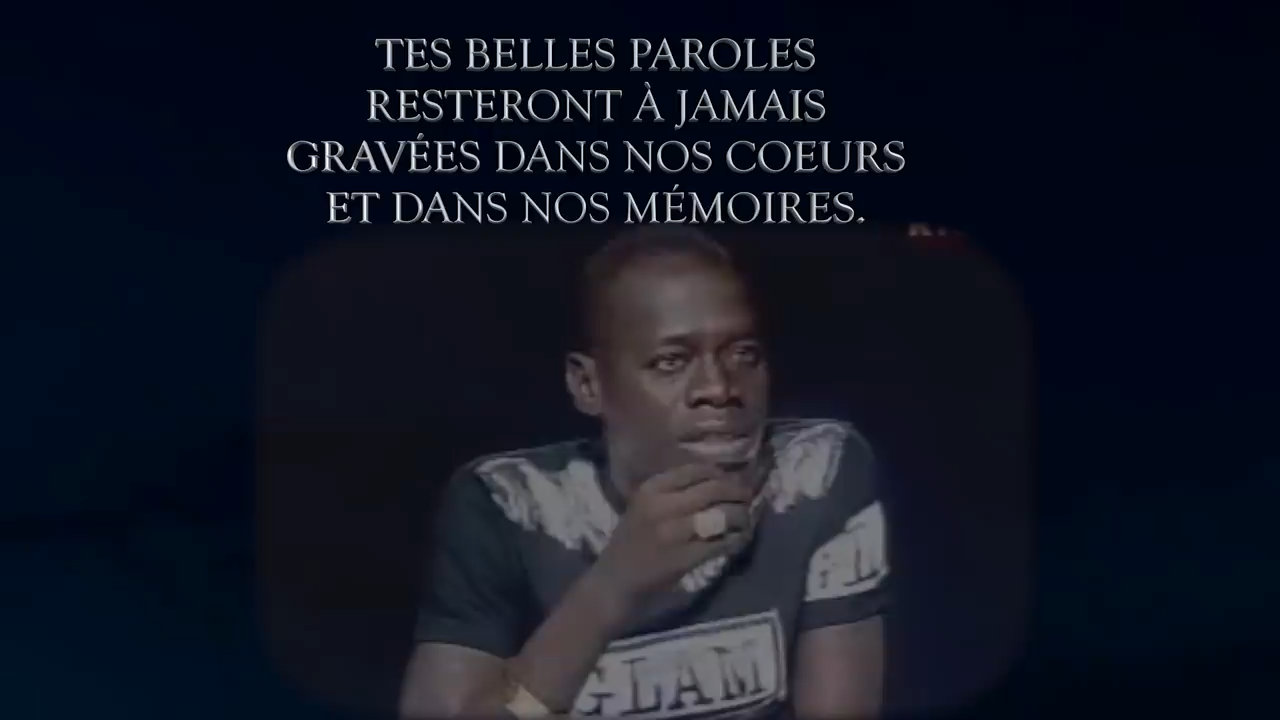 TES BELLES PAROLES
RESTERONT À JAMAIS
GRAVÉES DANS NOS COEURS
ET DANS NOS MÉMOIRES.
GLAM